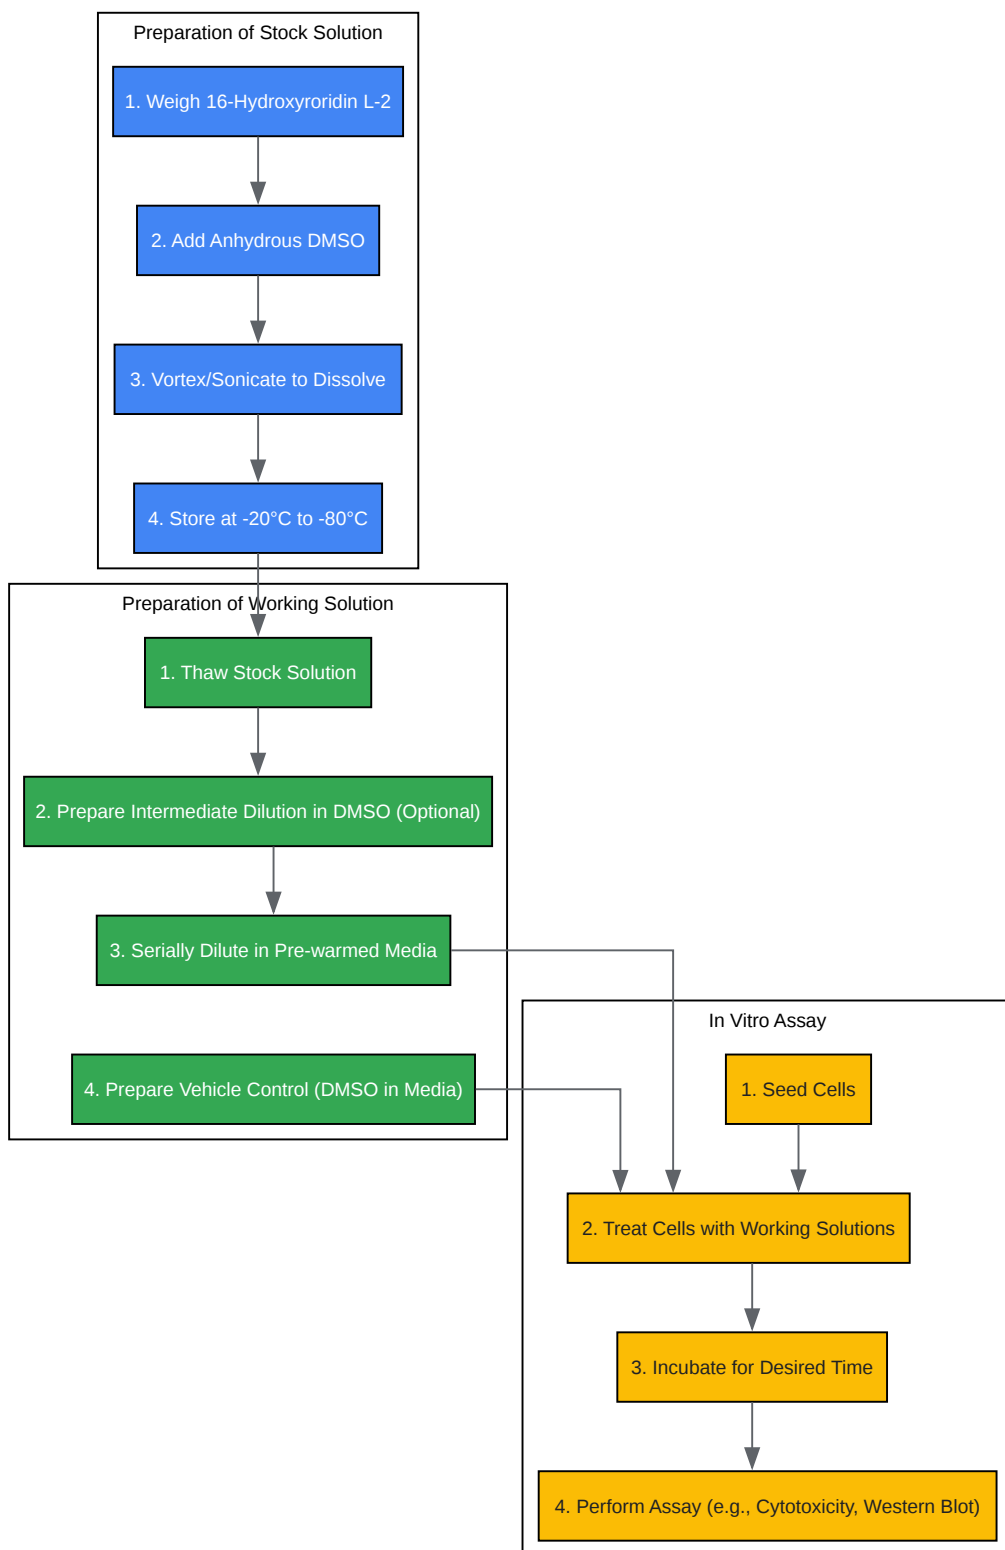 Preparation of Stock Solution
1. Weigh 16-Hydroxyroridin L-2
2. Add Anhydrous DMSO
3. Vortex/Sonicate to Dissolve
4. Store at -20°C to -80°C
Preparation of Working Solution
1. Thaw Stock Solution
2. Prepare Intermediate Dilution in DMSO (Optional)
3. Serially Dilute in Pre-warmed Media
4. Prepare Vehicle Control (DMSO in Media)
In Vitro Assay
1. Seed Cells
2. Treat Cells with Working Solutions
3. Incubate for Desired Time
4. Perform Assay (e.g., Cytotoxicity, Western Blot)